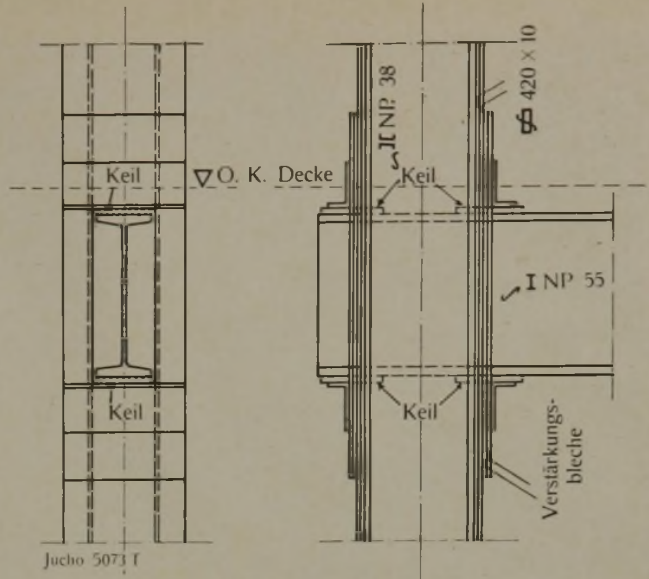 Keil
▽ O. K. Decke
Keil
Jucho 5073 f
][ NP. 38
420 × 10
Keil
I NP 55
Keil
Verstärkungs-
bleche